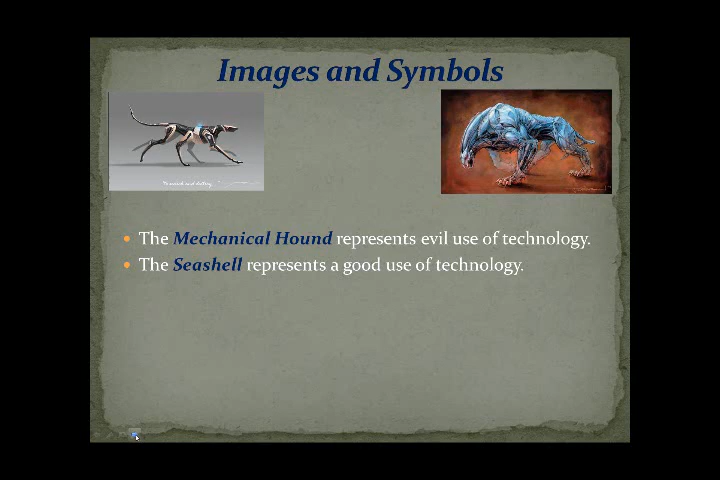 Images and Symbols
The Mechanical Hound represents evil use of technology.
The Seashell represents a good use of technology.